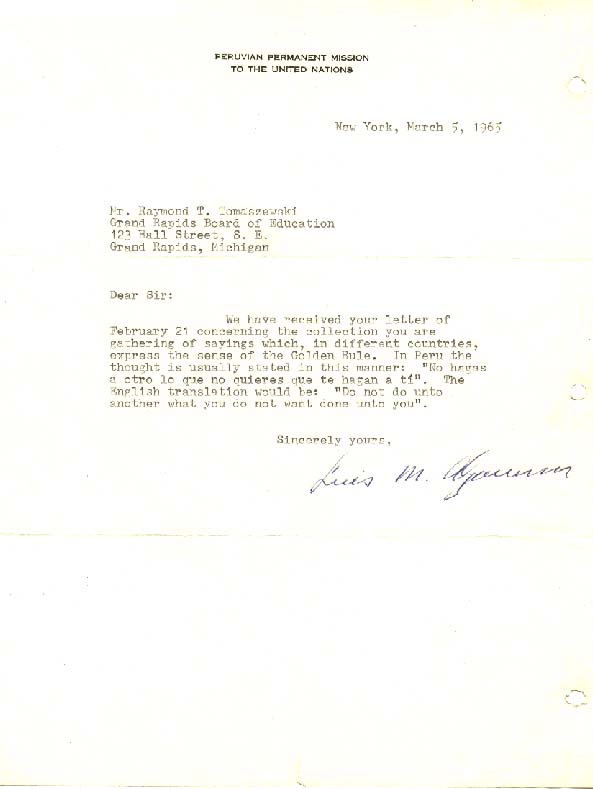 PERUVIAN PERMANENT MISSION
TO THE UNITED NATIONS
New York, March 5, 1965
Mr. Raymond T. Tomaszewski
Grand Rapids Board of Education
123 Hall Street, S. E.
Grand Rapids, Michigan
Dear Sir:
We have received your letter of
February 21 concerning the collection you are
gathering of sayings which, in different countries,
express the sense of the Golden Rule. In Peru the
thought is usually stated in this manner: "No hagas
a otro lo que no quieres que te hagan a tí". The
English translation would be: "Do not do unto
another what you do not want done unto you".
Sincerely yours,
Luis M.